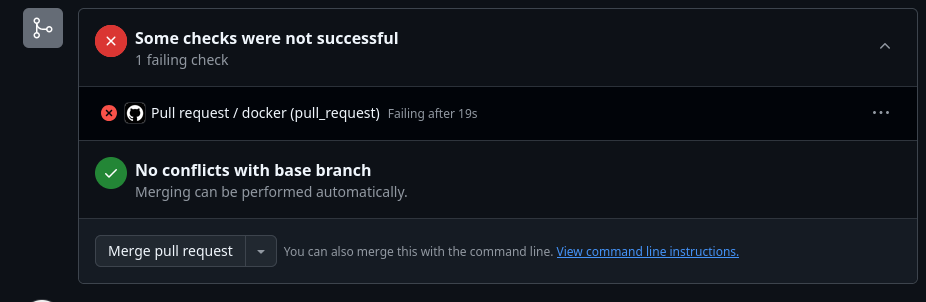 Some checks were not successful
1 failing check
Pull request / docker (pull_request) Failing after 19s
No conflicts with base branch
Merging can be performed automatically.
Merge pull request You can also merge this with the command line. View command line instructions.